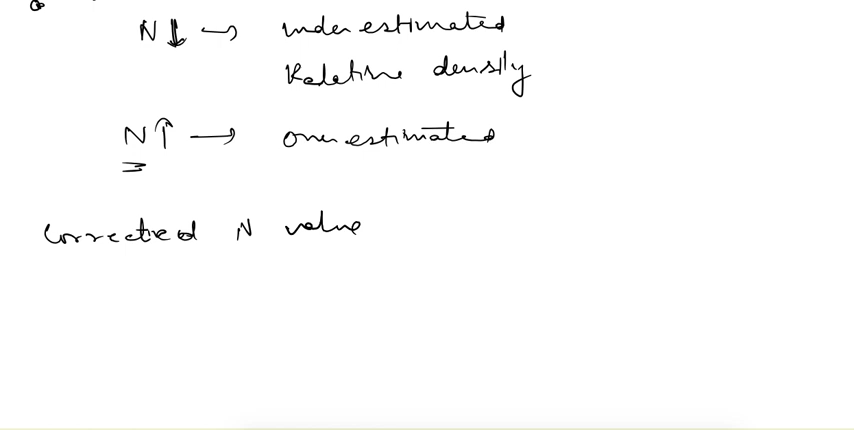 N ↓ → underestimated
Relative density
N ↑ → overestimated
corrected N value